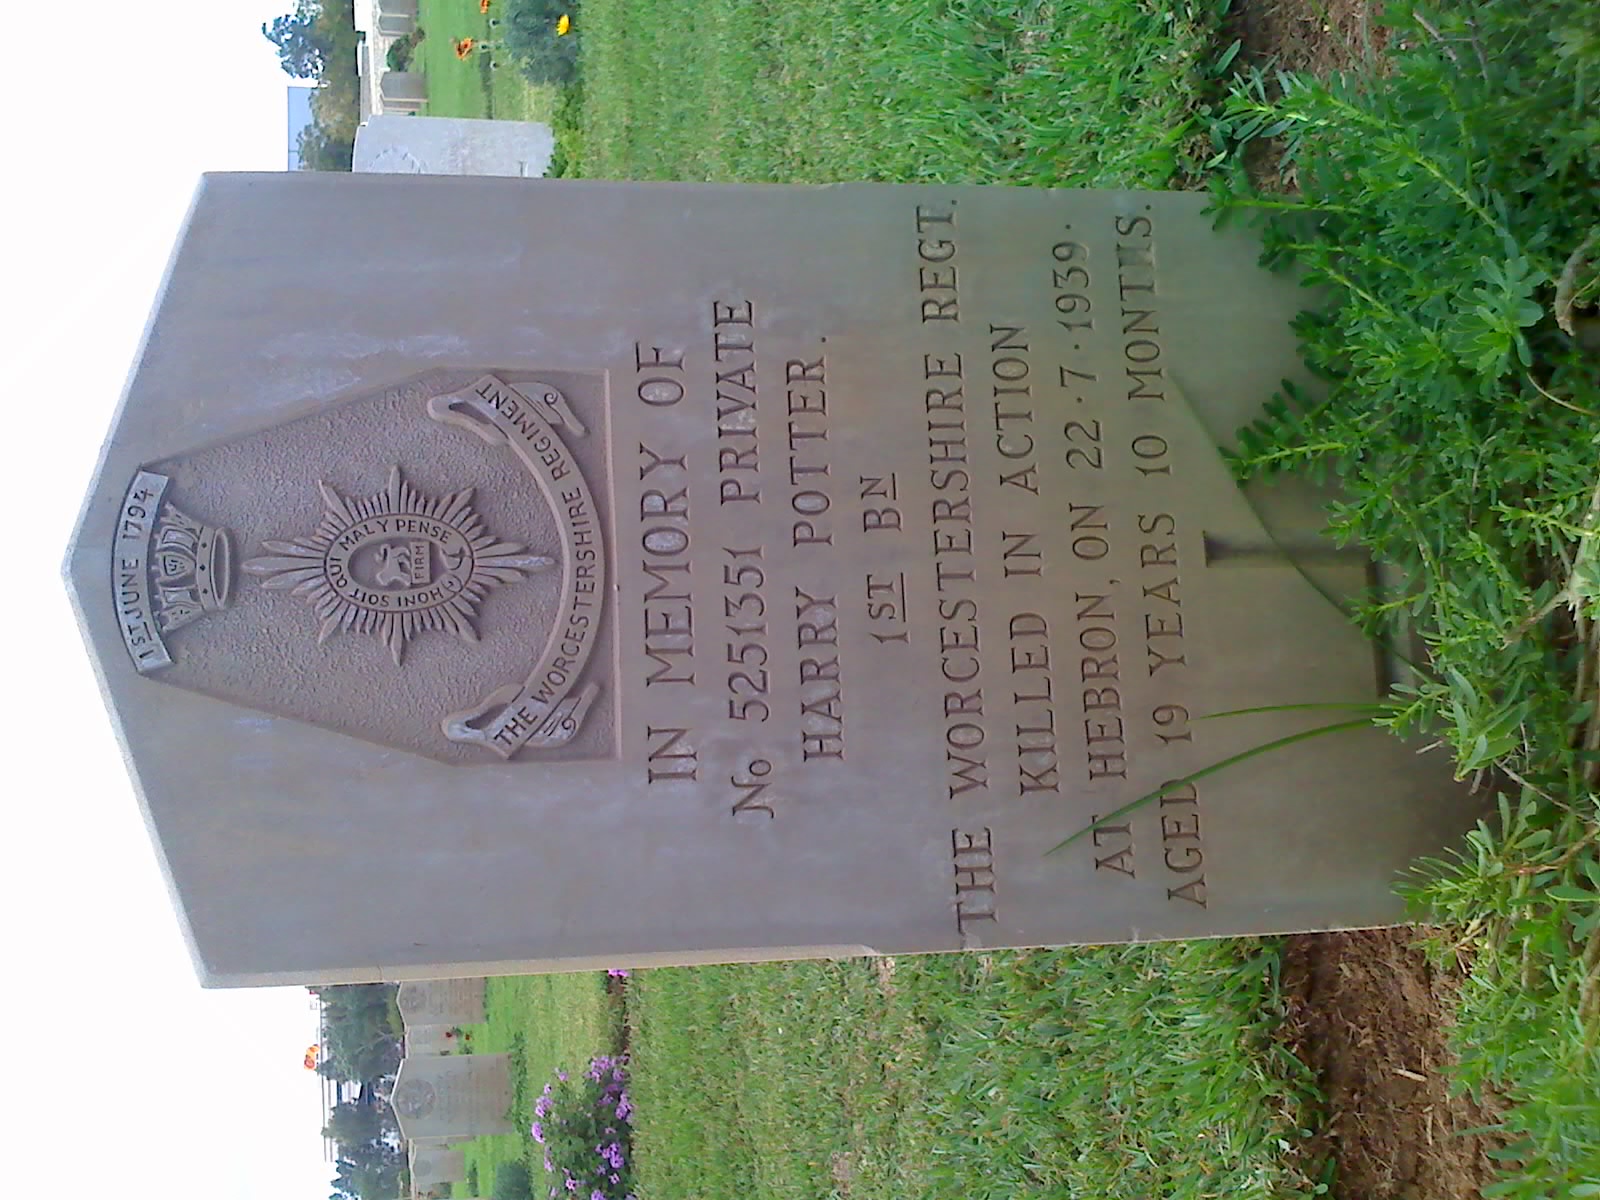 1ST JUNE 1794
HONI SOIT QUI MAL Y PENSE
FIRM
THE WORCESTERSHIRE REGIMENT
IN MEMORY OF
No 5251351 PRIVATE
HARRY POTTER.
1ST BN
THE WORCESTERSHIRE REGT.
KILLED IN ACTION
AT HEBRON, ON 22·7·1939.
AGED 19 YEARS 10 MONTHS.